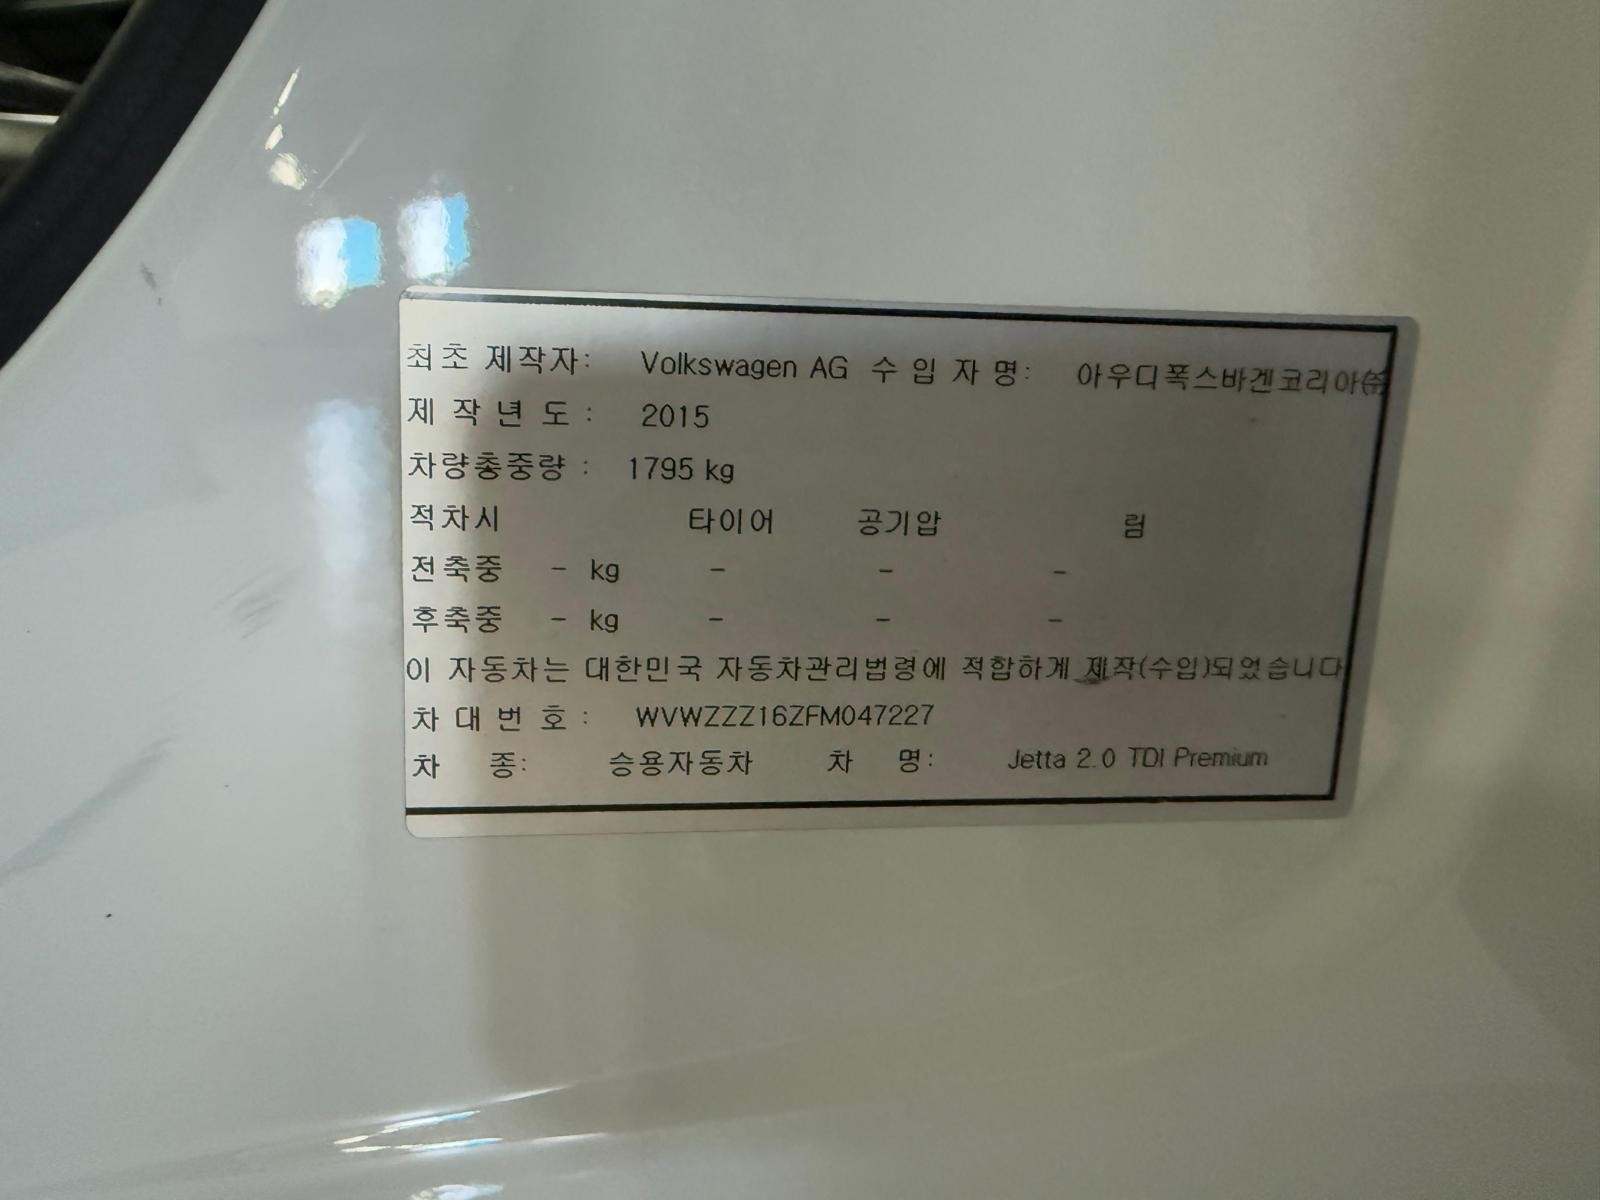 최초 제작자: Volkswagen AG 수 입 자 명: 아우디폭스바겐코리아㈜
제 작 년 도 : 2015
차량총중량 : 1795 kg
적차시 타이어 공기압 림
전축중 - kg - - -
후축중 - kg - - -
이 자동차는 대한민국 자동차관리법령에 적합하게 제작(수입)되었습니다
차 대 번 호 : WVWZZZ16ZFM047227
차 종: 승용자동차 차 명: Jetta 2.0 TDI Premium